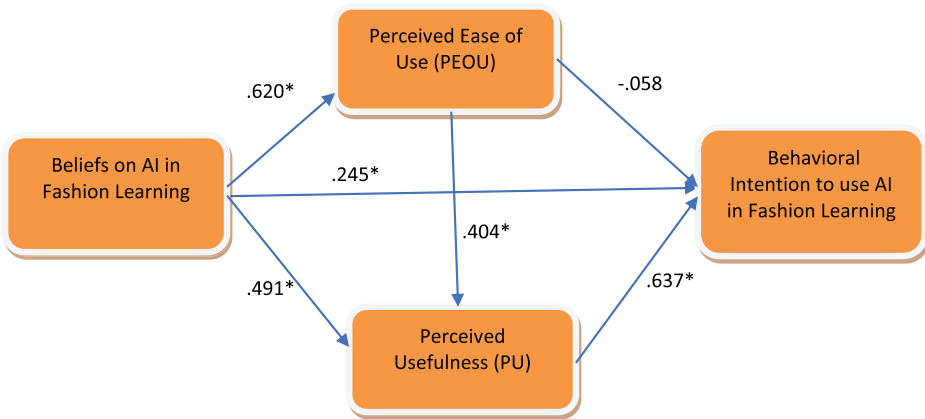 Perceived Ease of
Use (PEOU)
.620*
-.058
Beliefs on AI in
Fashion Learning
.245*
Behavioral
Intention to use AI
in Fashion Learning
.404*
.491*
.637*
Perceived
Usefulness (PU)